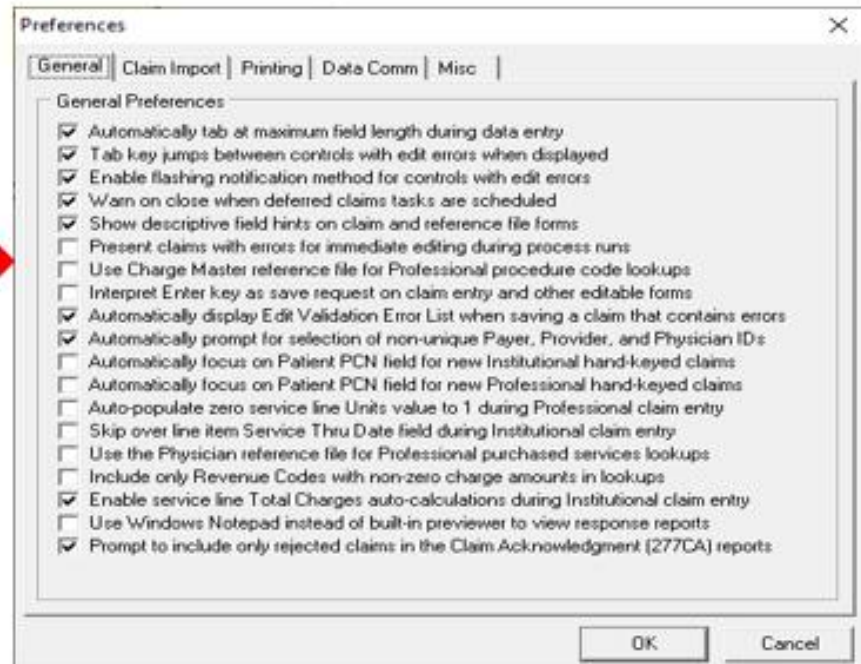 Preferences
General Claim Import Printing Data Comm Misc
General Preferences
Automatically tab at maximum field length during data entry
Tab key jumps between controls with edit errors when displayed
Enable flashing notification method for controls with edit errors
Warn on close when deferred claims tasks are scheduled
Show descriptive field hints on claim and reference file forms
Present claims with errors for immediate editing during process runs
Use Charge Master reference file for Professional procedure code lookups
Interpret Enter key as save request on claim entry and other editable forms
Automatically display Edit Validation Error List when saving a claim that contains errors
Automatically prompt for selection of non-unique Payer, Provider, and Physician IDs
Automatically focus on Patient PCN field for new Institutional hand-keyed claims
Automatically focus on Patient PCN field for new Professional hand-keyed claims
Auto-populate zero service line Units value to 1 during Professional claim entry
Skip over line item Service Thru Date field during Institutional claim entry
Use the Physician reference file for Professional purchased services lookups
Include only Revenue Codes with non-zero charge amounts in lookups
Enable service line Total Charges auto-calculations during Institutional claim entry
Use Windows Notepad instead of built-in previewer to view response reports
Prompt to include only rejected claims in the Claim Acknowledgment (277CA) reports
OK Cancel